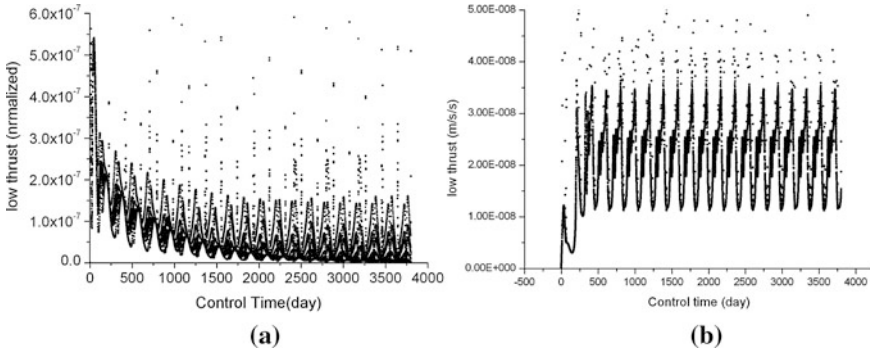 6.0x10⁻⁷
5.0x10⁻⁷
4.0x10⁻⁷
3.0x10⁻⁷
2.0x10⁻⁷
1.0x10⁻⁷
0.0
low thrust (nrmalized)
0 500 1000 1500 2000 2500 3000 3500 4000
Control Time(day)
(a)
5.00E-008
4.00E-008
3.00E-008
2.00E-008
1.00E-008
0.00E+000
low thrust (m/s/s)
-500 0 500 1000 1500 2000 2500 3000 3500 4000
Control time (day)
(b)